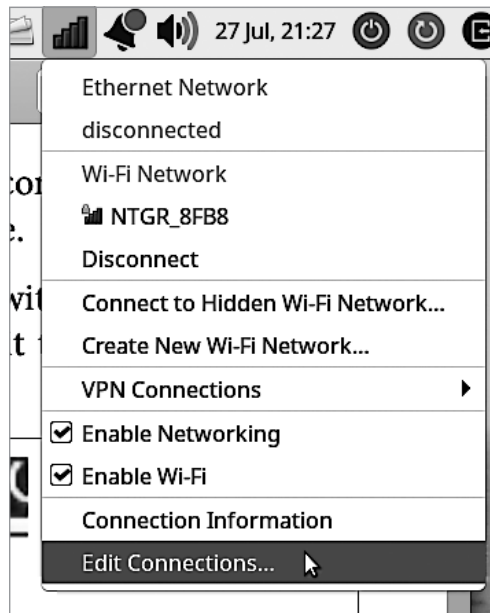 27 Jul, 21:27
Ethernet Network
disconnected
Wi-Fi Network
NTGR_8FB8
Disconnect
Connect to Hidden Wi-Fi Network...
Create New Wi-Fi Network...
VPN Connections
Enable Networking
Enable Wi-Fi
Connection Information
Edit Connections...